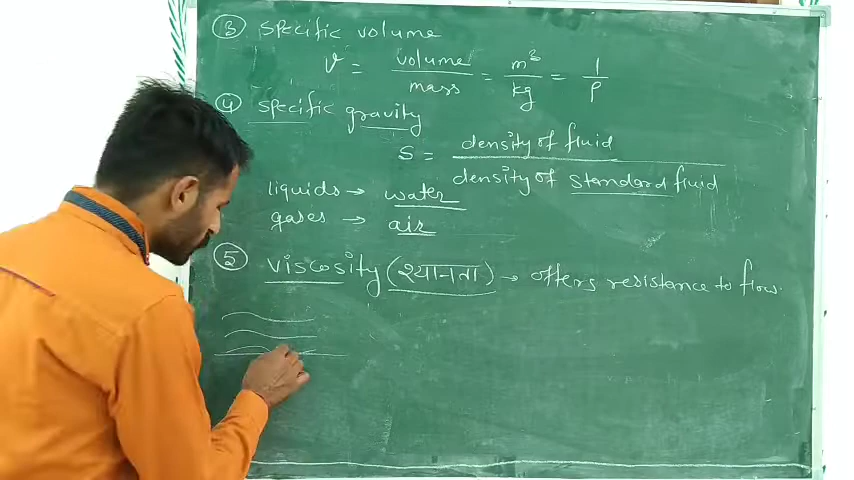 ③ specific volume
v = volume / mass = m³ / kg = 1 / ρ
④ specific gravity
S = density of fluid / density of standard fluid
liquids → water
gases → air
⑤ viscosity (श्यानता) → offers resistance to flow.